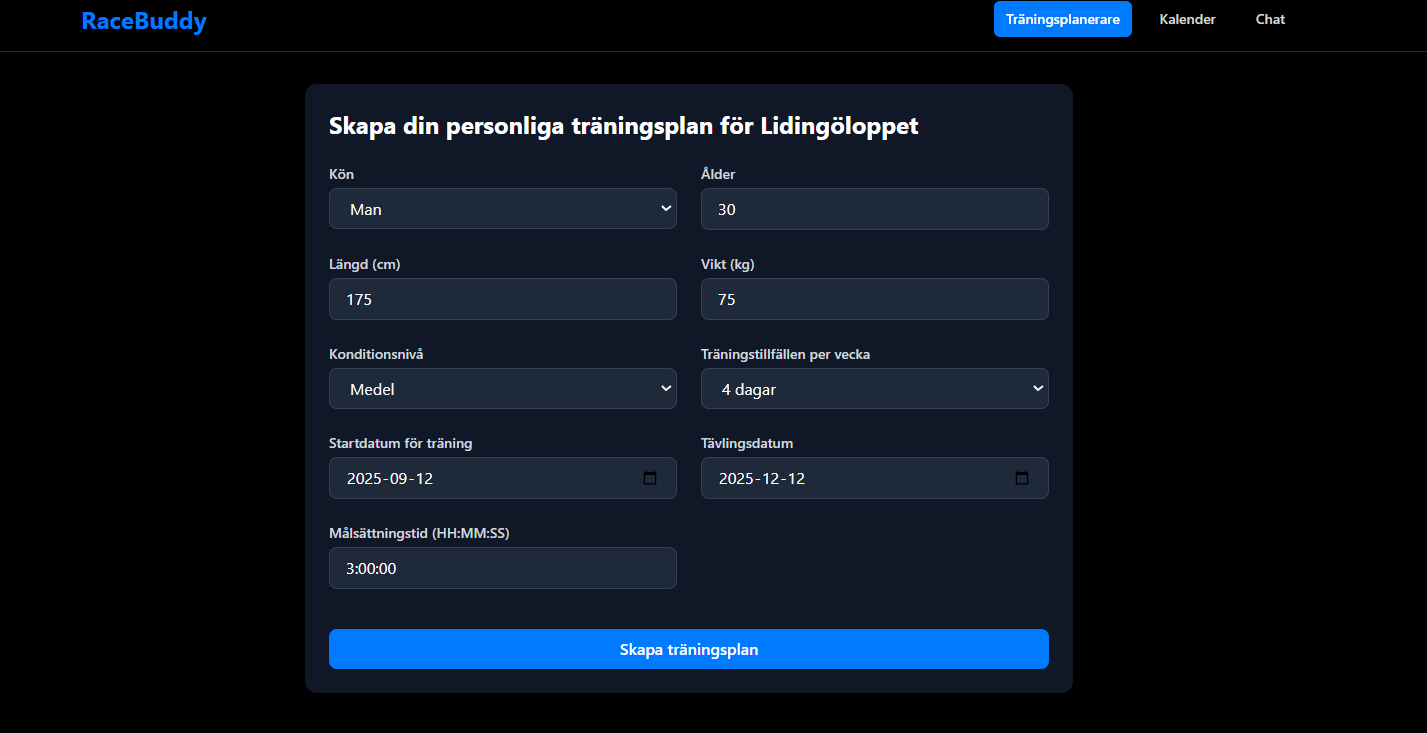 RaceBuddy
Träningsplanerare
Kalender
Chat
Skapa din personliga träningsplan för Lidingöloppet
Kön
Ålder
Man
30
Längd (cm)
Vikt (kg)
175
75
Konditionsnivå
Träningstillfällen per vecka
Medel
4 dagar
Startdatum för träning
Tävlingsdatum
2025-09-12
2025-12-12
Målsättningstid (HH:MM:SS)
3:00:00
Skapa träningsplan